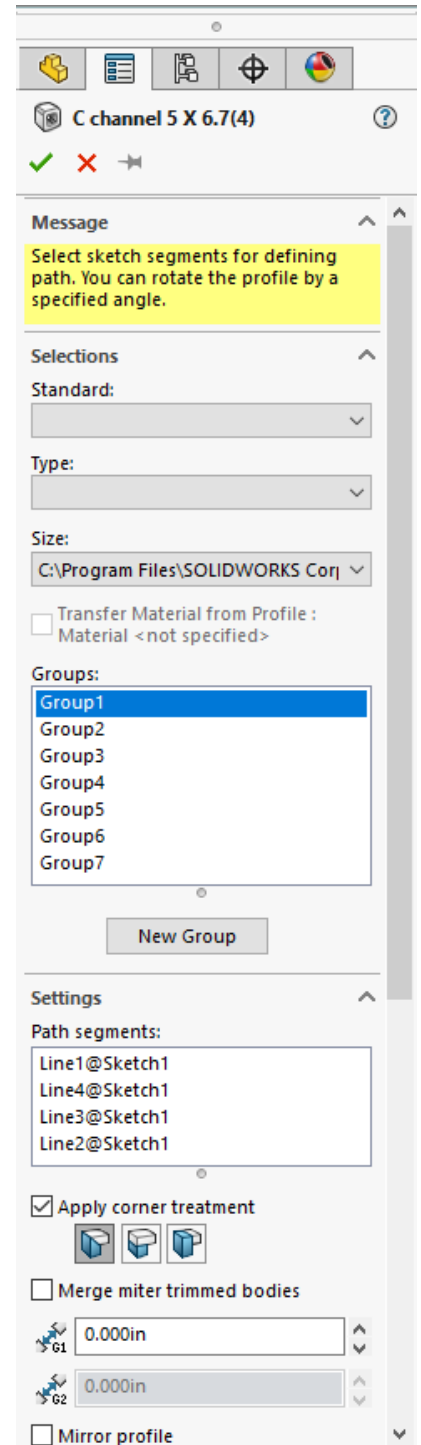 C channel 5 X 6.7(4)
Message
Select sketch segments for defining
path. You can rotate the profile by a
specified angle.
Selections
Standard:
Type:
Size:
C:\Program Files\SOLIDWORKS Cor
Transfer Material from Profile :
Material <not specified>
Groups:
Group1
Group2
Group3
Group4
Group5
Group6
Group7
New Group
Settings
Path segments:
Line1@Sketch1
Line4@Sketch1
Line3@Sketch1
Line2@Sketch1
Apply corner treatment
Merge miter trimmed bodies
G1 0.000in
G2 0.000in
Mirror profile